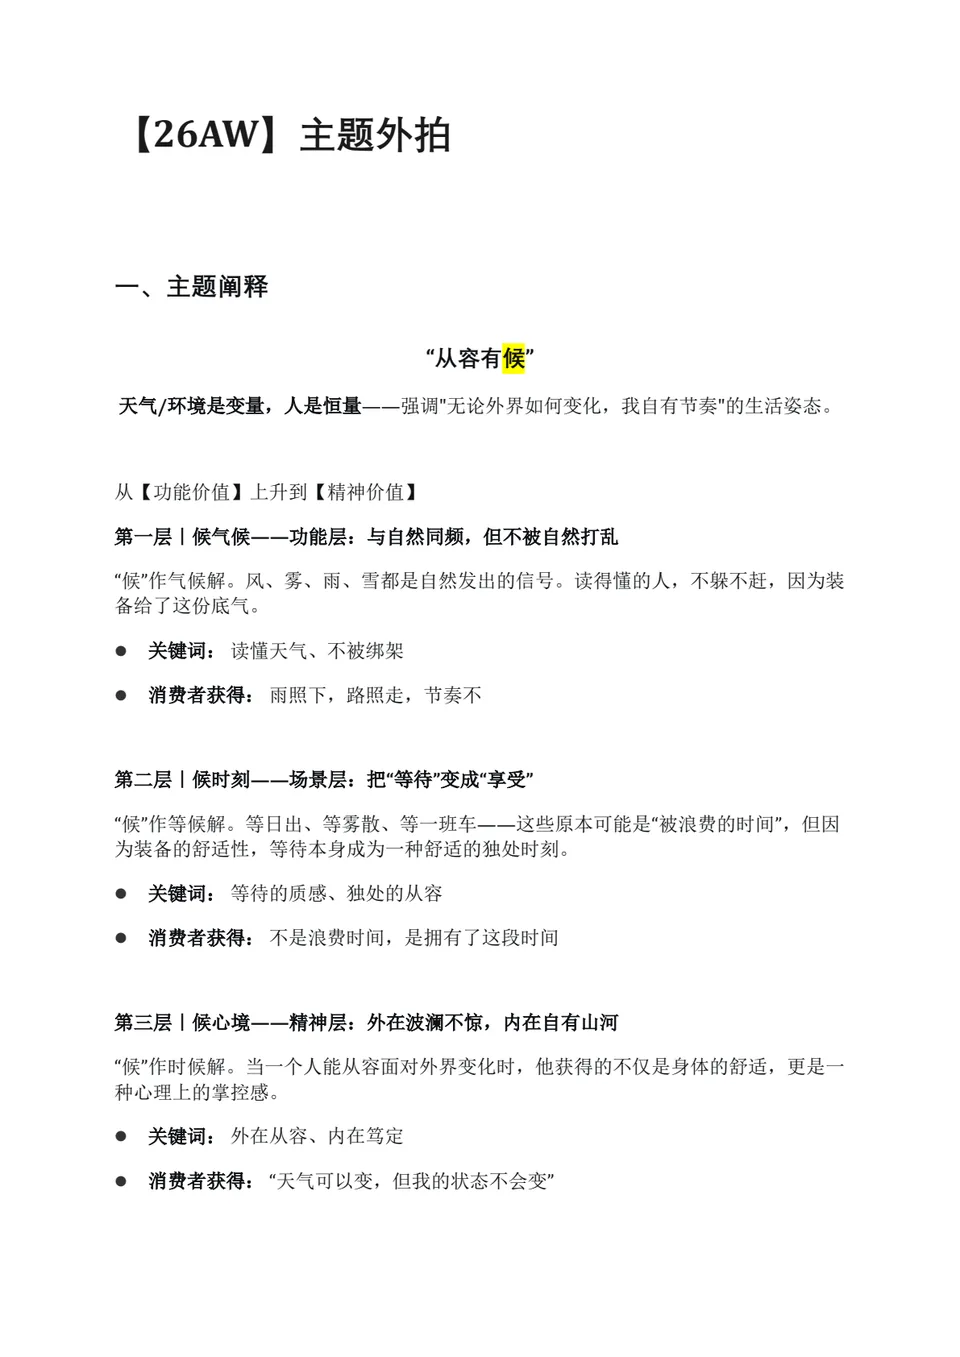 【26AW】主题外拍
一、主题阐释
“从容有候”
天气/环境是变量，人是恒量——强调"无论外界如何变化，我自有节奏"的生活姿态。
从【功能价值】上升到【精神价值】
第一层｜候气候——功能层：与自然同频，但不被自然打乱
“候”作气候解。风、雾、雨、雪都是自然发出的信号。读得懂的人，不躲不赶，因为装
备给了这份底气。
● 关键词： 读懂天气、不被绑架
● 消费者获得： 雨照下，路照走，节奏不
第二层｜候时刻——场景层：把“等待”变成“享受”
“候”作等候解。等日出、等雾散、等一班车——这些原本可能是“被浪费的时间”，但因
为装备的舒适性，等待本身成为一种舒适的独处时刻。
● 关键词： 等待的质感、独处的从容
● 消费者获得： 不是浪费时间，是拥有了这段时间
第三层｜候心境——精神层：外在波澜不惊，内在自有山河
“候”作时候解。当一个人能从容面对外界变化时，他获得的不仅是身体的舒适，更是一
种心理上的掌控感。
● 关键词： 外在从容、内在笃定
● 消费者获得： “天气可以变，但我的状态不会变”